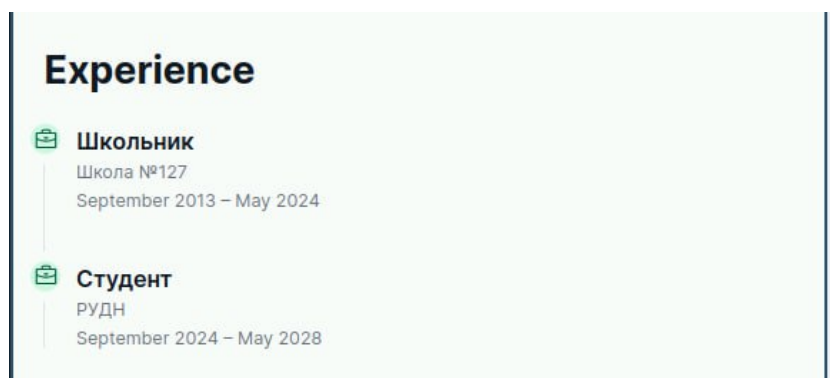 Experience
Школьник
Школа №127
September 2013 – May 2024
Студент
РУДН
September 2024 – May 2028